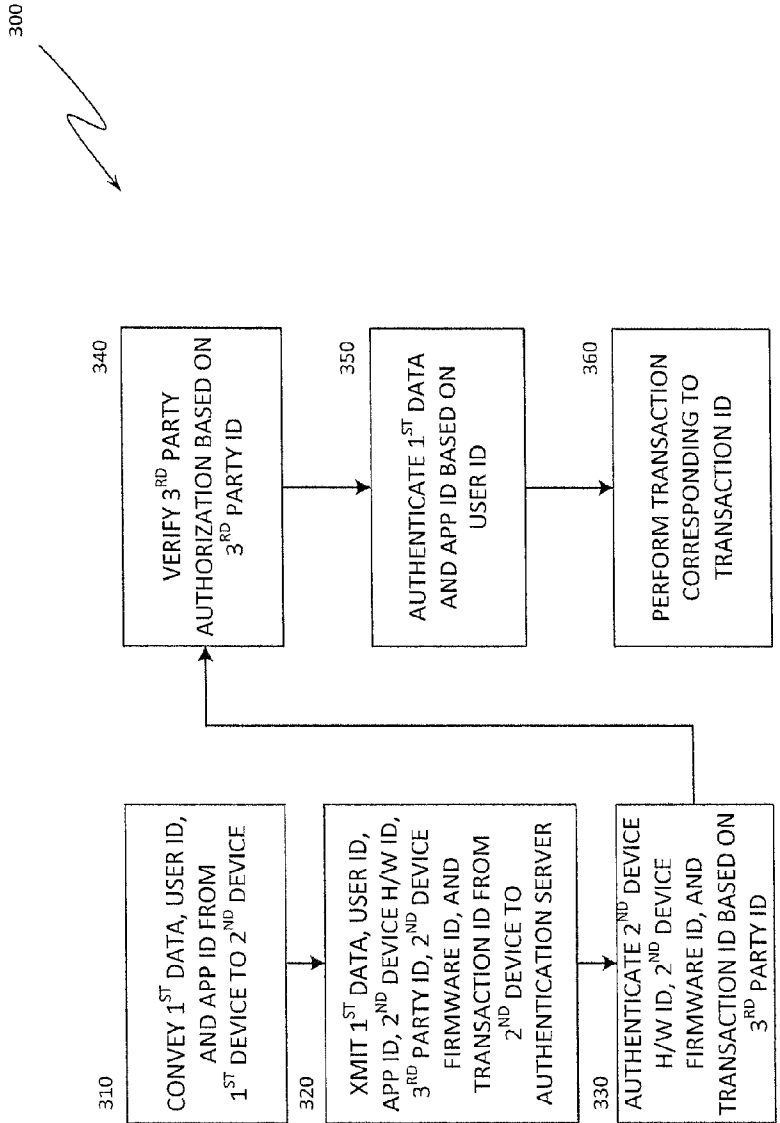 300
310
CONVEY 1ST DATA, USER ID,
AND APP ID FROM
1ST DEVICE TO 2ND DEVICE
320
XMIT 1ST DATA, USER ID,
APP ID, 2ND DEVICE H/W ID,
3RD PARTY ID, 2ND DEVICE
FIRMWARE ID, AND
TRANSACTION ID FROM
2ND DEVICE TO
AUTHENTICATION SERVER
330
AUTHENTICATE 2ND DEVICE
H/W ID, 2ND DEVICE
FIRMWARE ID, AND
TRANSACTION ID BASED ON
3RD PARTY ID
340
VERIFY 3RD PARTY
AUTHORIZATION BASED ON
3RD PARTY ID
350
AUTHENTICATE 1ST DATA
AND APP ID BASED ON
USER ID
360
PERFORM TRANSACTION
CORRESPONDING TO
TRANSACTION ID